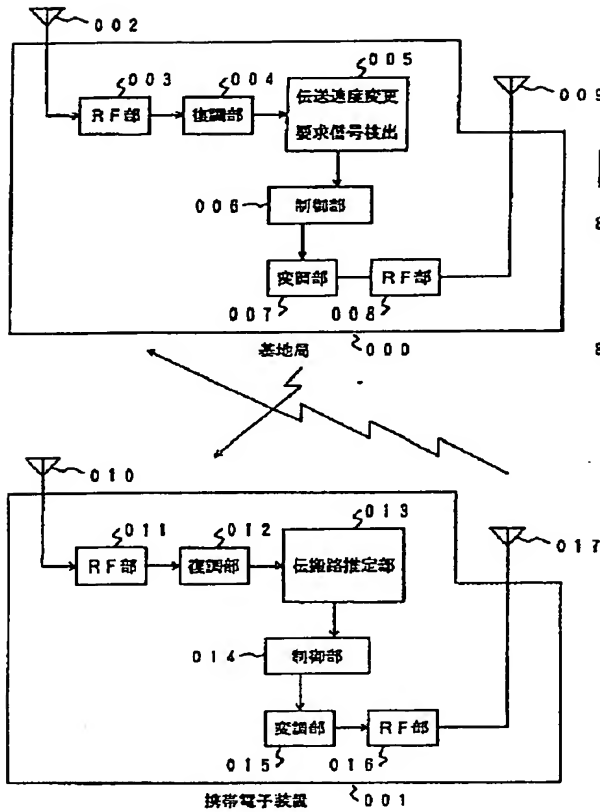 002
003 004 005
RF部 復調部 伝送速度変更
要求信号検出
009
006 制御部
変調部 RF部
007 008
基地局 000
010
011 012 013
RF部 復調部 伝搬路推定部
017
014 制御部
変調部 RF部
015 016
携帯電子装置 001